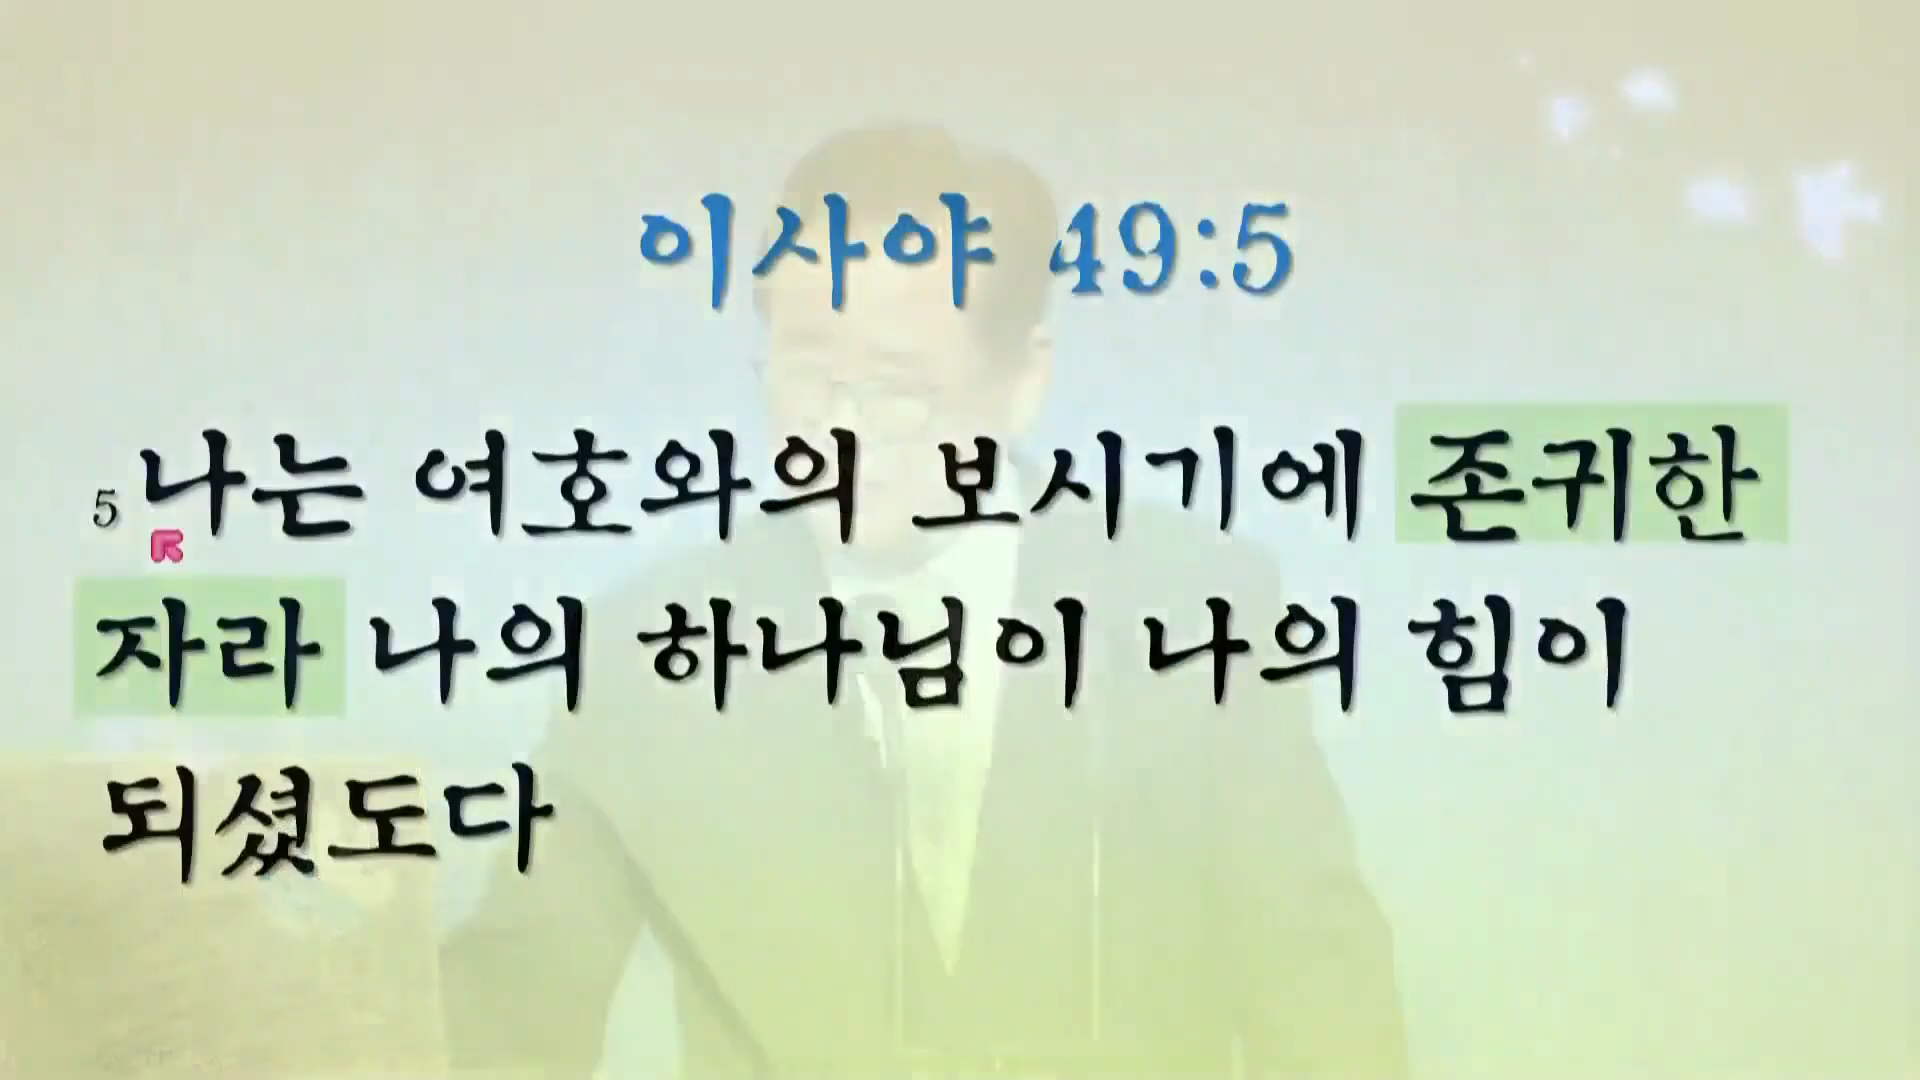 이사야 49:5
5 나는 여호와의 보시기에 존귀한
자라 나의 하나님이 나의 힘이
되셨도다